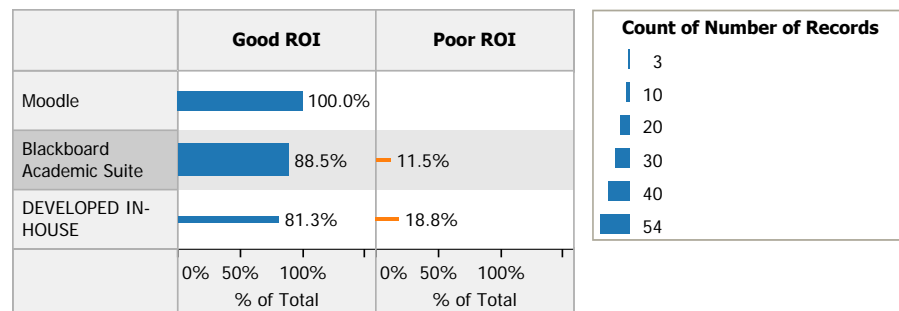 Good ROI Poor ROI
Moodle 100.0%
Blackboard
Academic Suite 88.5% 11.5%
DEVELOPED IN-
HOUSE 81.3% 18.8%
0% 50% 100% 0% 50% 100%
% of Total % of Total
Count of Number of Records
3
10
20
30
40
54